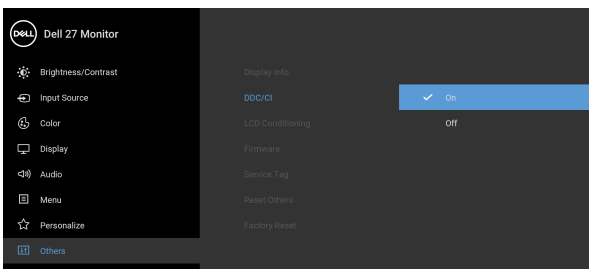 DELL Dell 27 Monitor
Brightness/Contrast
Input Source
Color
Display
Audio
Menu
Personalize
Others
Display Info
DDC/CI
LCD Conditioning
Firmware
Service Tag
Reset Others
Factory Reset
On
Off